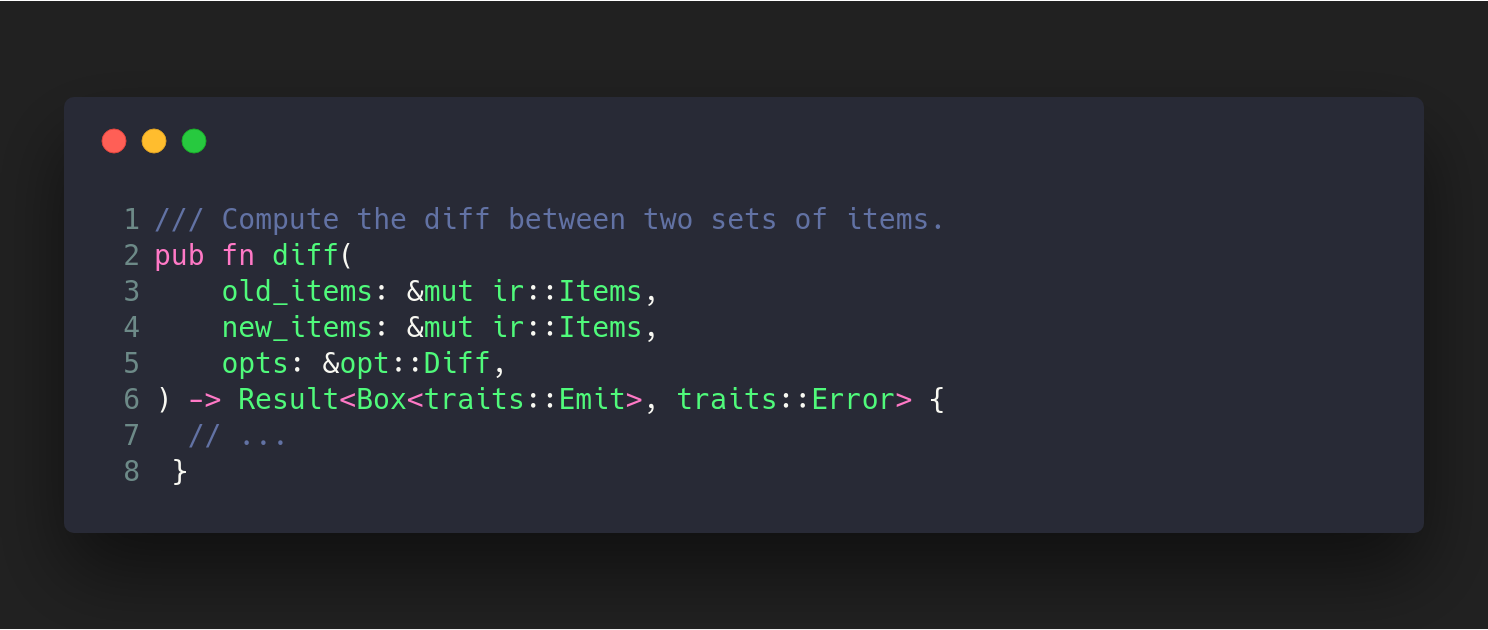 1 /// Compute the diff between two sets of items.
2 pub fn diff(
3     old_items: &mut ir::Items,
4     new_items: &mut ir::Items,
5     opts: &opt::Diff,
6 ) -> Result<Box<traits::Emit>, traits::Error> {
7   // ...
8  }